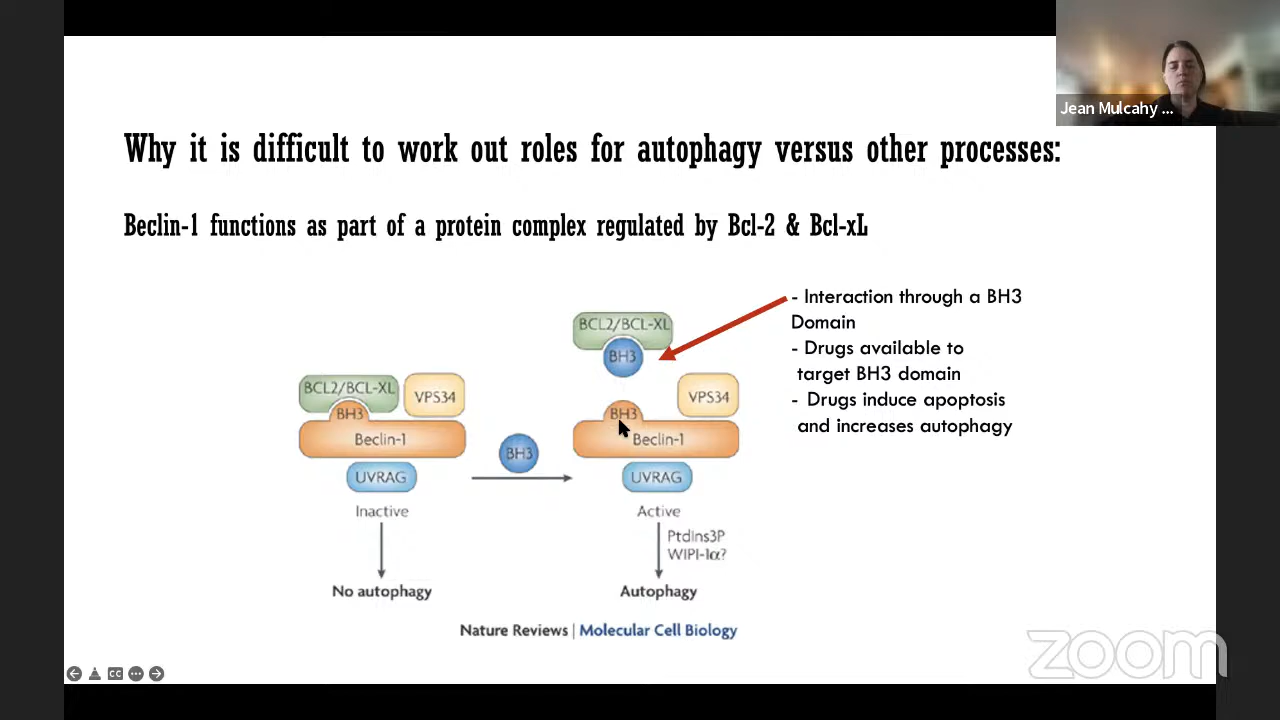 Jean Mulcahy ...
Why it is difficult to work out roles for autophagy versus other processes:
Beclin-1 functions as part of a protein complex regulated by Bcl-2 & Bcl-xL
BCL2/BCL-XL
BH3
VPS34
Beclin-1
UVRAG
Inactive
No autophagy
BH3
BCL2/BCL-XL
BH3
BH3
VPS34
Beclin-1
UVRAG
Active
PtdIns3P
WIPI-1α?
Autophagy
- Interaction through a BH3
Domain
- Drugs available to
target BH3 domain
- Drugs induce apoptosis
and increases autophagy
Nature Reviews | Molecular Cell Biology
CC
zoom